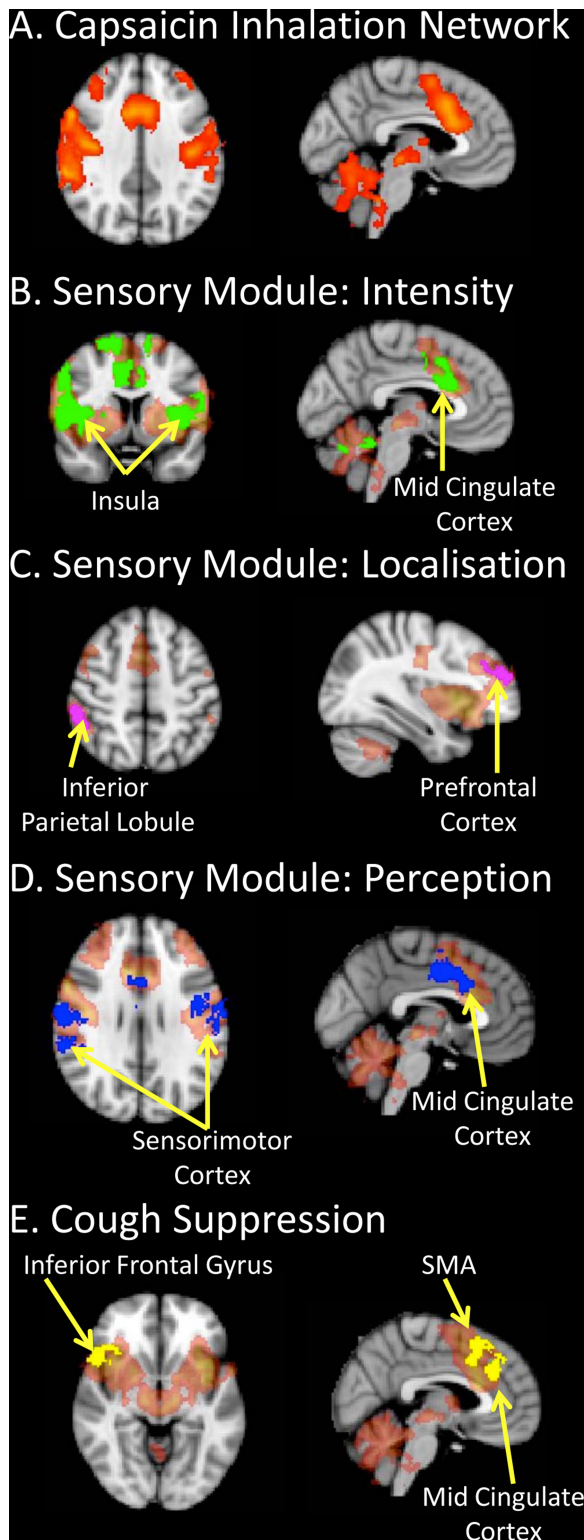 A. Capsaicin Inhalation Network
B. Sensory Module: Intensity
Insula
Mid Cingulate
Cortex
C. Sensory Module: Localisation
Inferior
Parietal Lobule
Prefrontal
Cortex
D. Sensory Module: Perception
Sensorimotor
Cortex
Mid Cingulate
Cortex
E. Cough Suppression
Inferior Frontal Gyrus
SMA
Mid Cingulate
Cortex